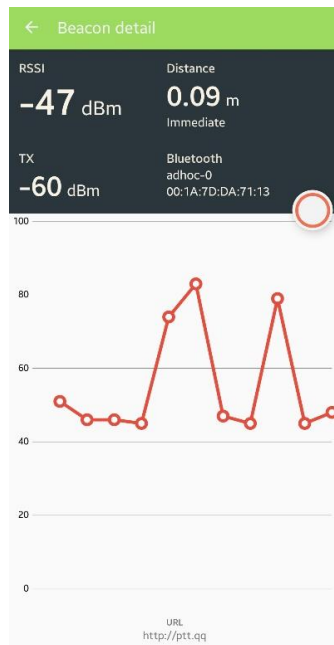 Beacon detail
RSSI
-47 dBm
Distance
0.09 m
Immediate
TX
-60 dBm
Bluetooth
adhoc-0
00:1A:7D:DA:71:13
100
80
60
40
20
0
URL
http://ptt.qq